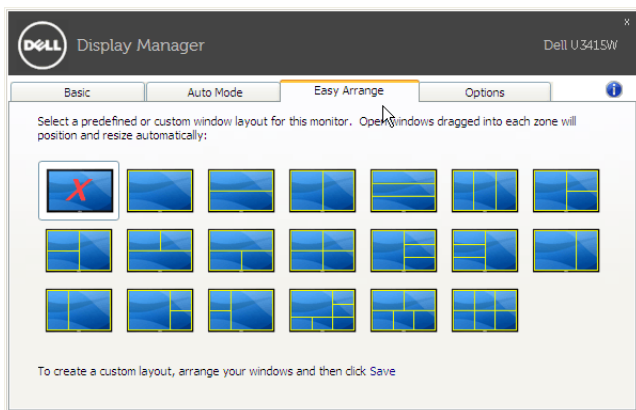 x
DELL Display Manager Dell U3415W
Basic Auto Mode Easy Arrange Options i
Select a predefined or custom window layout for this monitor. Open windows dragged into each zone will
position and resize automatically:
X
To create a custom layout, arrange your windows and then click Save